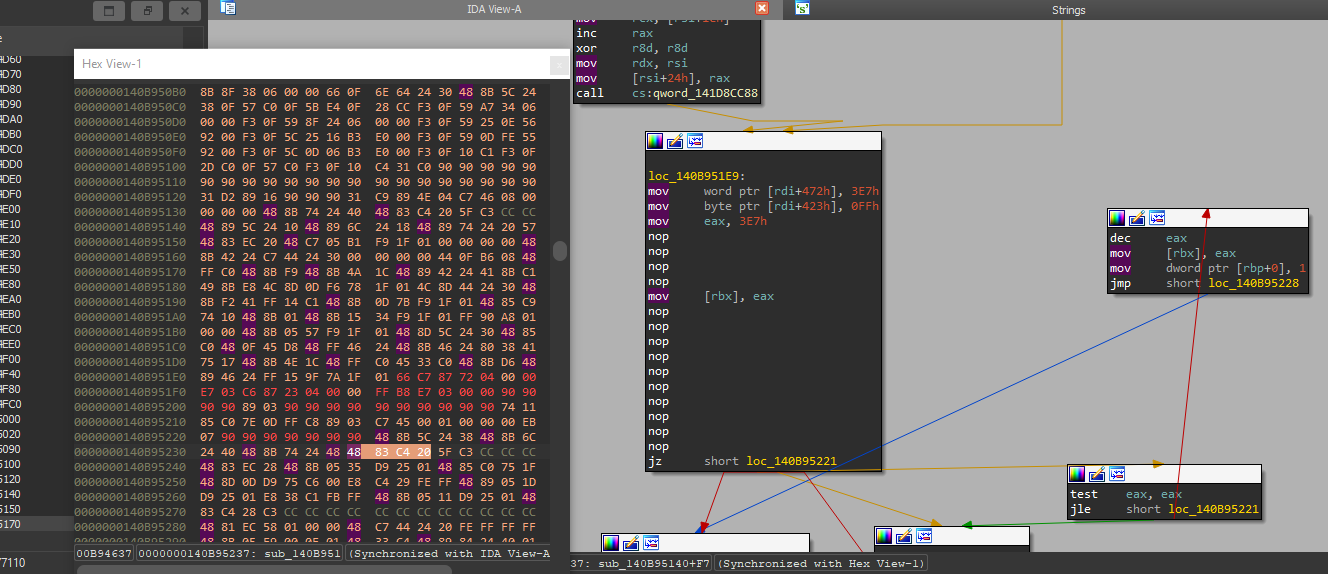 IDA View-A
Strings
Hex View-1
0000000140B950B0 8B 8F 38 06 00 00 66 0F 6E 64 24 30 48 8B 5C 24
0000000140B950C0 38 0F 57 C0 0F 5B E4 0F 28 CC F3 0F 59 A7 34 06
0000000140B950D0 00 00 F3 0F 59 8F 24 06 00 00 F3 0F 59 25 0E 56
0000000140B950E0 92 00 F3 0F 5C 25 16 B3 E0 00 F3 0F 59 0D FE 55
0000000140B950F0 92 00 F3 0F 5C 0D 06 B3 E0 00 F3 0F 10 C1 F3 0F
0000000140B95100 2D C0 0F 57 C0 F3 0F 10 C4 31 C0 90 90 90 90 90
0000000140B95110 90 90 90 90 90 90 90 90 90 90 90 90 90 90 90 90
0000000140B95120 31 D2 89 16 90 90 90 31 C9 89 4E 04 C7 46 08 00
0000000140B95130 00 00 00 48 8B 74 24 40 48 83 C4 20 5F C3 CC CC
0000000140B95140 48 89 5C 24 10 48 89 6C 24 18 48 89 74 24 20 57
0000000140B95150 48 83 EC 20 48 C7 05 B1 F9 1F 01 00 00 00 00 48
0000000140B95160 8B 42 24 C7 44 24 30 00 00 00 00 44 0F B6 08 48
0000000140B95170 FF C0 48 8B F9 48 8B 4A 1C 48 89 42 24 41 8B C1
0000000140B95180 49 8B E8 4C 8D 0D F6 78 1F 01 4C 8D 44 24 30 48
0000000140B95190 8B F2 41 FF 14 C1 48 8B 0D 7B F9 1F 01 48 85 C9
0000000140B951A0 74 10 48 8B 01 48 8B 15 34 F9 1F 01 FF 90 A8 01
0000000140B951B0 00 00 48 8B 05 57 F9 1F 01 48 8D 5C 24 30 48 85
0000000140B951C0 C0 48 0F 45 D8 48 FF 46 24 48 8B 46 24 80 38 41
0000000140B951D0 75 17 48 8B 4E 1C 48 FF C0 45 33 C0 48 8B D6 48
0000000140B951E0 89 46 24 FF 15 9F 7A 1F 01 66 C7 87 72 04 00 00
0000000140B951F0 E7 03 C6 87 23 04 00 00 FF B8 E7 03 00 00 90 90
0000000140B95200 90 90 89 03 90 90 90 90 90 90 90 90 90 90 74 11
0000000140B95210 85 C0 7E 0D FF C8 89 03 C7 45 00 01 00 00 00 EB
0000000140B95220 07 90 90 90 90 90 90 90 48 8B 5C 24 38 48 8B 6C
0000000140B95230 24 40 48 8B 74 24 48 48 83 C4 20 5F C3 CC CC CC
0000000140B95240 48 83 EC 28 48 8B 05 35 D9 25 01 48 85 C0 75 1F
0000000140B95250 48 8D 0D D9 75 C6 00 E8 C4 29 FE FF 48 89 05 1D
0000000140B95260 D9 25 01 E8 38 C1 FB FF 48 8B 05 11 D9 25 01 48
0000000140B95270 83 C4 28 C3 CC CC CC CC CC CC CC CC CC CC CC CC
0000000140B95280 48 81 EC 58 01 00 00 48 C7 44 24 20 FE FF FF FF
00B94637 0000000140B95237: sub_140B951 (Synchronized with IDA View-A
inc rax
xor r8d, r8d
mov rdx, rsi
mov [rsi+24h], rax
call cs:qword_141D8CC88
loc_140B951E9:
mov word ptr [rdi+472h], 3E7h
mov byte ptr [rdi+423h], 0FFh
mov eax, 3E7h
nop
nop
nop
nop
mov [rbx], eax
nop
nop
nop
nop
nop
nop
nop
nop
nop
nop
jz short loc_140B95221
dec eax
mov [rbx], eax
mov dword ptr [rbp+0], 1
jmp short loc_140B95228
test eax, eax
jle short loc_140B95221
37: sub_140B95140+F7 (Synchronized with Hex View-1)
4D70
4D80
4D90
4DA0
4DB0
4DC0
4DD0
4DE0
4DF0
4E00
4E10
4E20
4E30
4E50
4E80
4EA0
4EB0
4EC0
4EE0
4F00
4F40
4F80
4FC0
5000
5020
5090
5100
5120
5140
5150
5170
77110